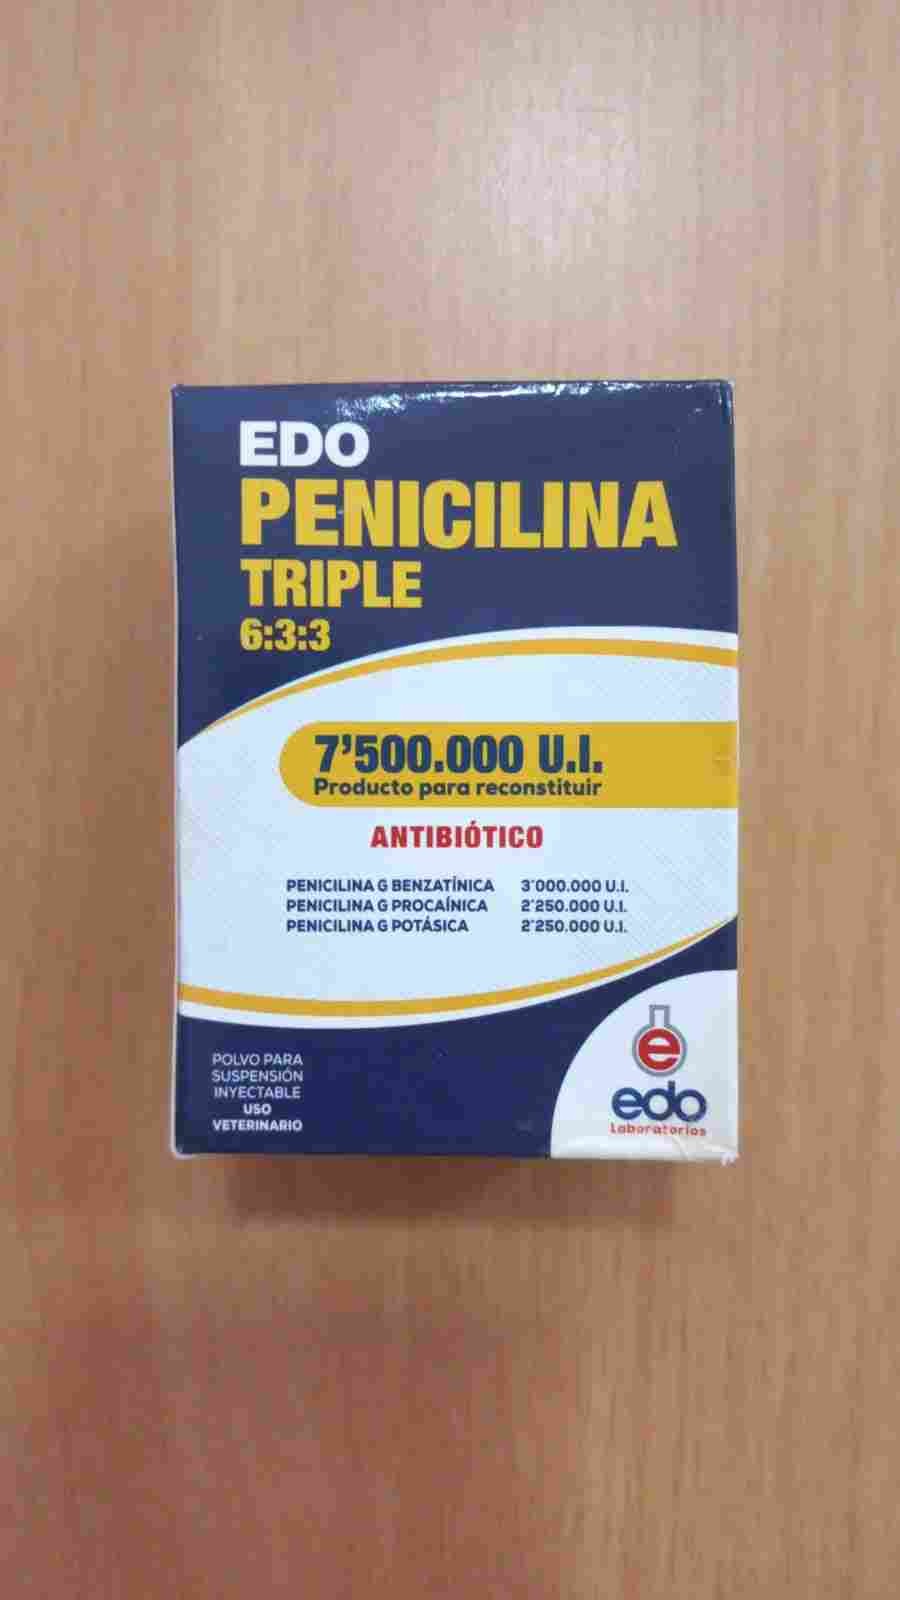 EDO
PENICILINA
TRIPLE
6:3:3
7'500.000 U.I.
Producto para reconstituir
ANTIBIÓTICO
PENICILINA G BENZATÍNICA 3'000.000 U.I.
PENICILINA G PROCAÍNICA 2'250.000 U.I.
PENICILINA G POTÁSICA 2'250.000 U.I.
POLVO PARA
SUSPENSIÓN
INYECTABLE
USO
VETERINARIO
e
edo
Laboratorios